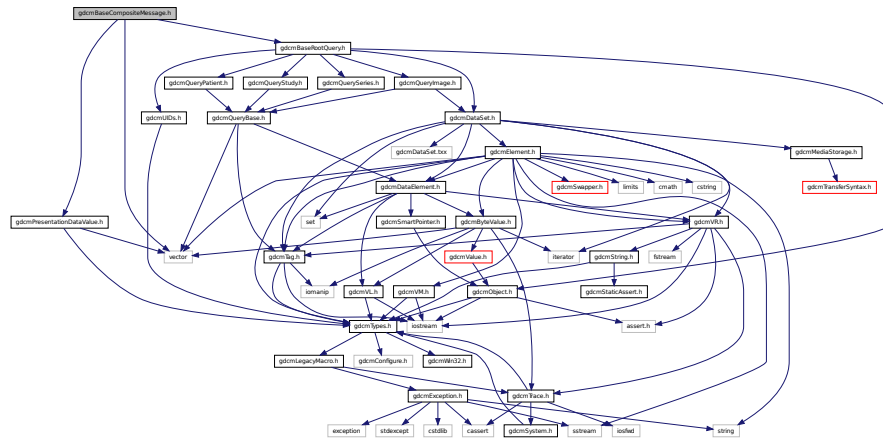 gdcmBaseCompositeMessage.h
gdcmBaseRootQuery.h
gdcmQueryPatient.h
gdcmQueryStudy.h
gdcmQuerySeries.h
gdcmQueryImage.h
gdcmUIDs.h
gdcmQueryBase.h
gdcmDataSet.h
gdcmDataSet.txx
gdcmElement.h
gdcmMediaStorage.h
gdcmDataElement.h
gdcmSwapper.h
limits
cmath
cstring
gdcmTransferSyntax.h
gdcmPresentationDataValue.h
set
gdcmSmartPointer.h
gdcmByteValue.h
gdcmVR.h
vector
gdcmTag.h
gdcmValue.h
iterator
gdcmString.h
fstream
iomanip
gdcmVL.h
gdcmVM.h
gdcmObject.h
gdcmStaticAssert.h
gdcmTypes.h
iostream
assert.h
gdcmLegacyMacro.h
gdcmConfigure.h
gdcmWin32.h
gdcmException.h
gdcmTrace.h
exception
stdexcept
cstdlib
cassert
gdcmSystem.h
sstream
iosfwd
string